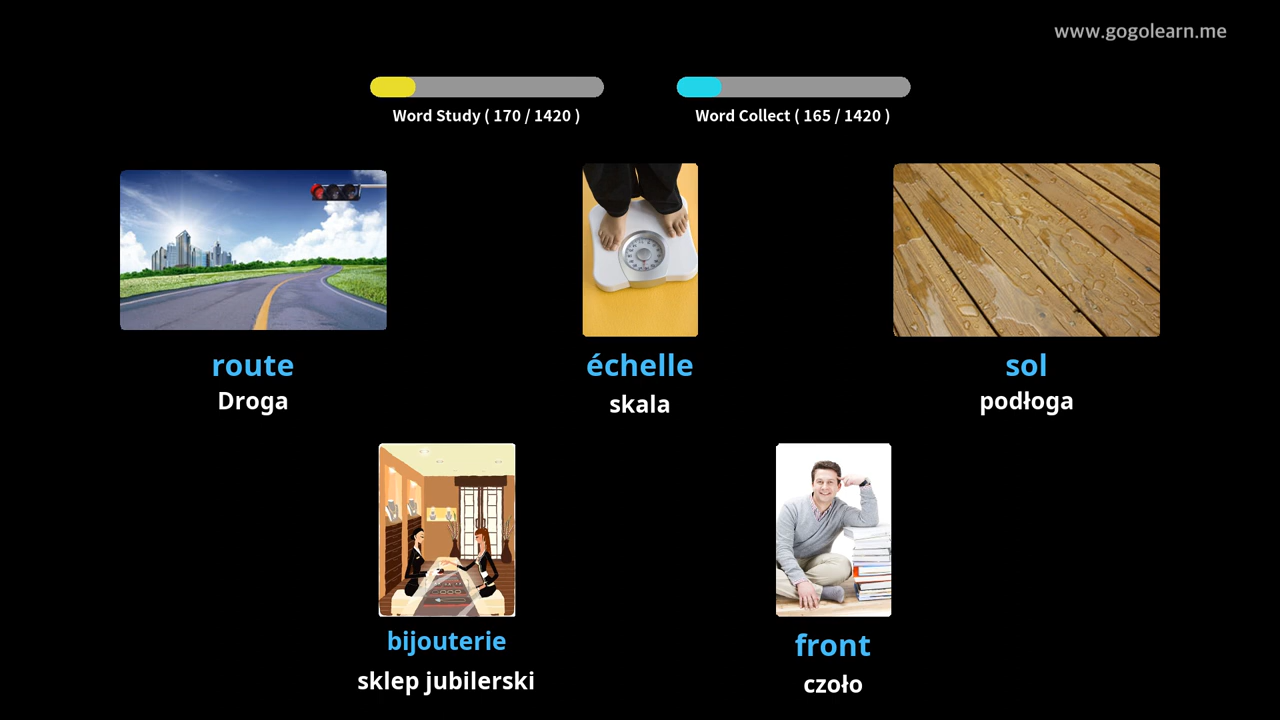 www.gogolearn.me
Word Study ( 170 / 1420 )
Word Collect ( 165 / 1420 )
route
Droga
échelle
skala
sol
podłoga
bijouterie
sklep jubilerski
front
czoło